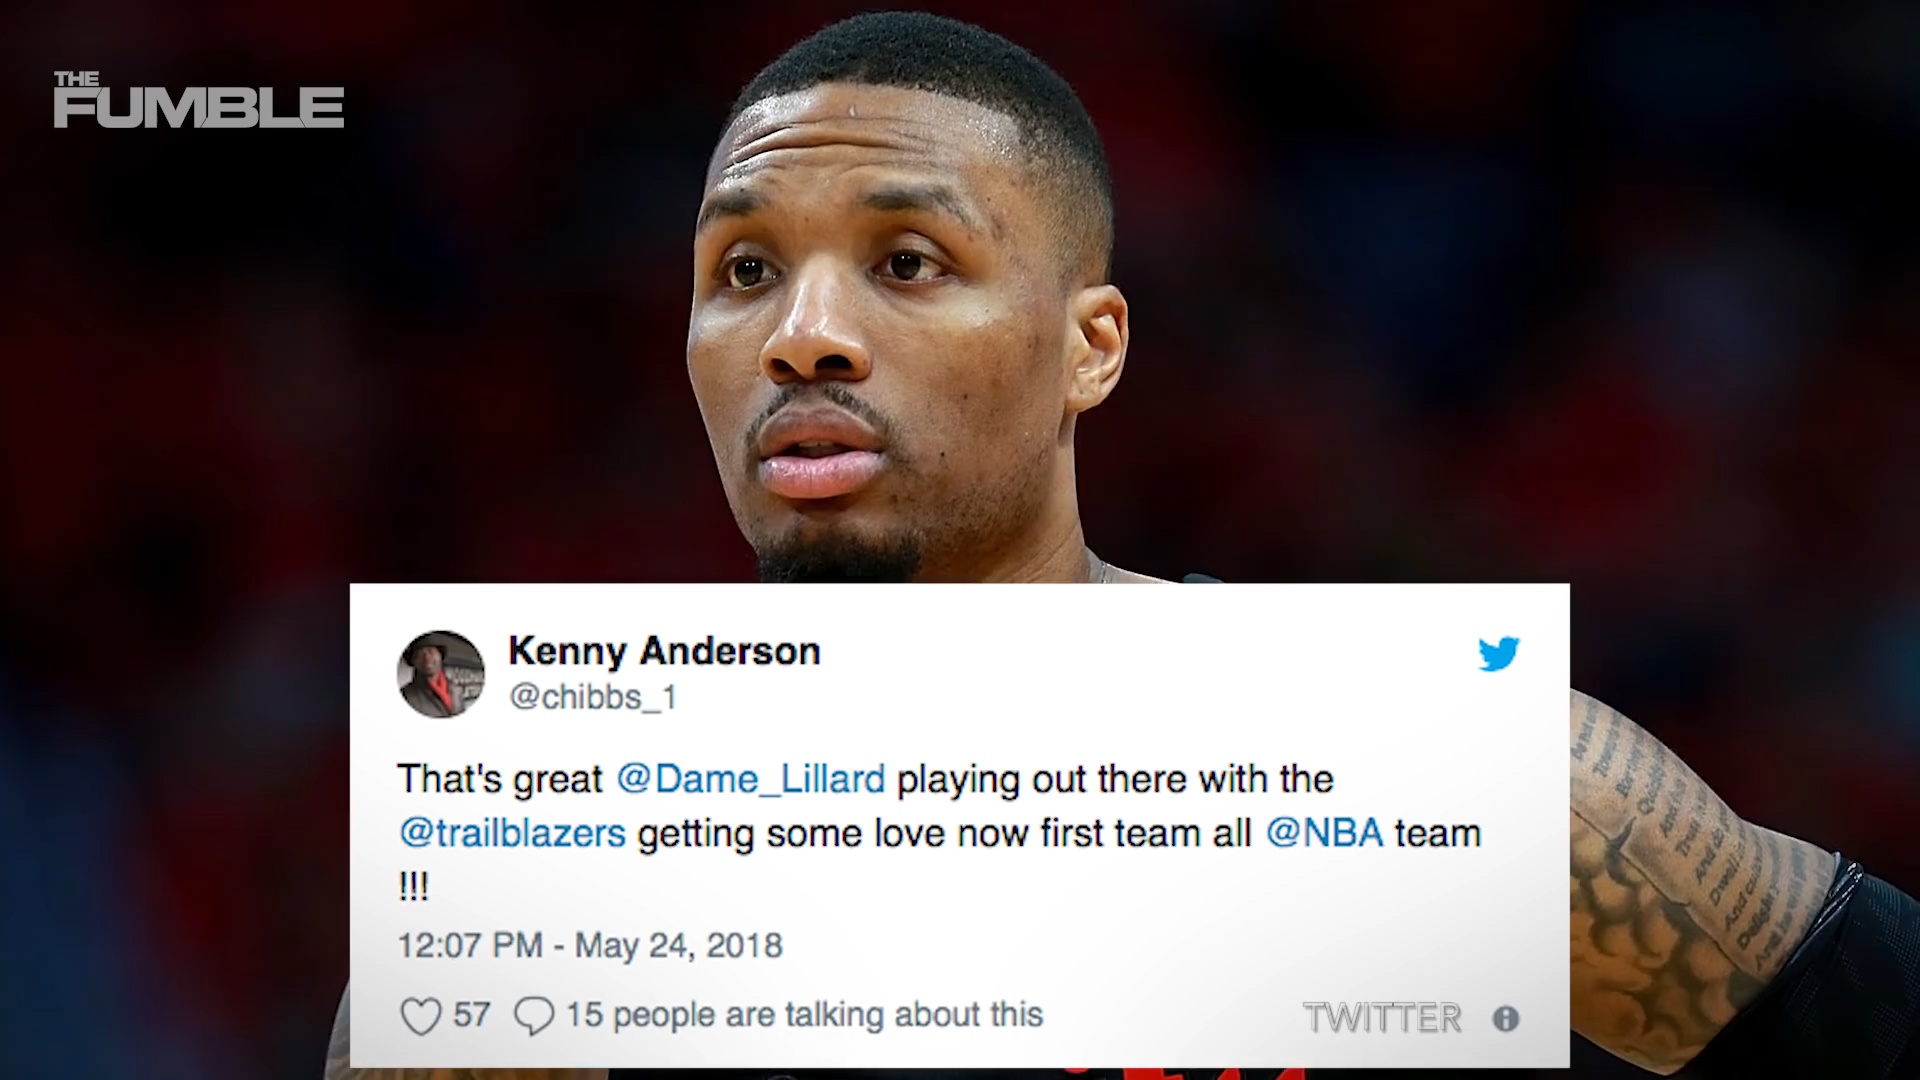 THE
FUMBLE
Kenny Anderson
@chibbs_1
That's great @Dame_Lillard playing out there with the
@trailblazers getting some love now first team all @NBA team
!!!
12:07 PM - May 24, 2018
57 15 people are talking about this
TWITTER
Delight